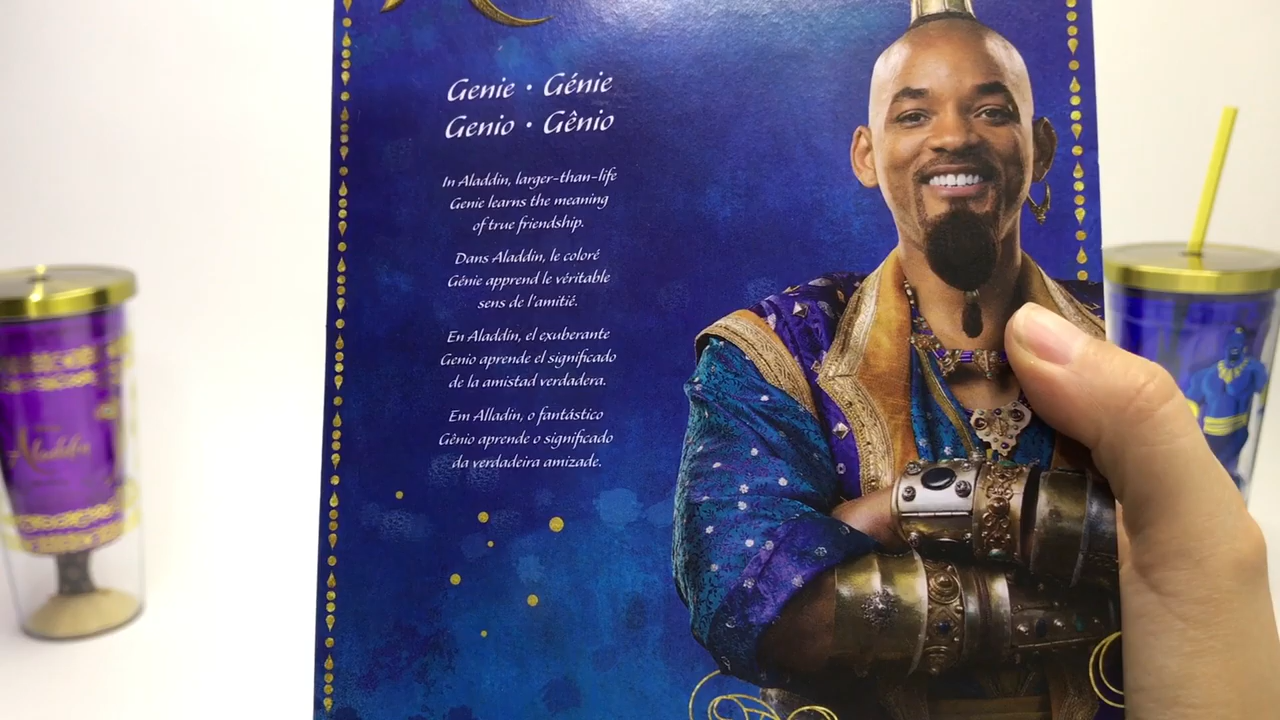 Genie • Génie
Genio • Gênio
In Aladdin, larger-than-life
Genie learns the meaning
of true friendship.
Dans Aladdin, le coloré
Génie apprend le véritable
sens de l'amitié.
En Aladdin, el exuberante
Genio aprende el significado
de la amistad verdadera.
Em Alladin, o fantástico
Gênio aprende o significado
da verdadeira amizade.
Aladdin